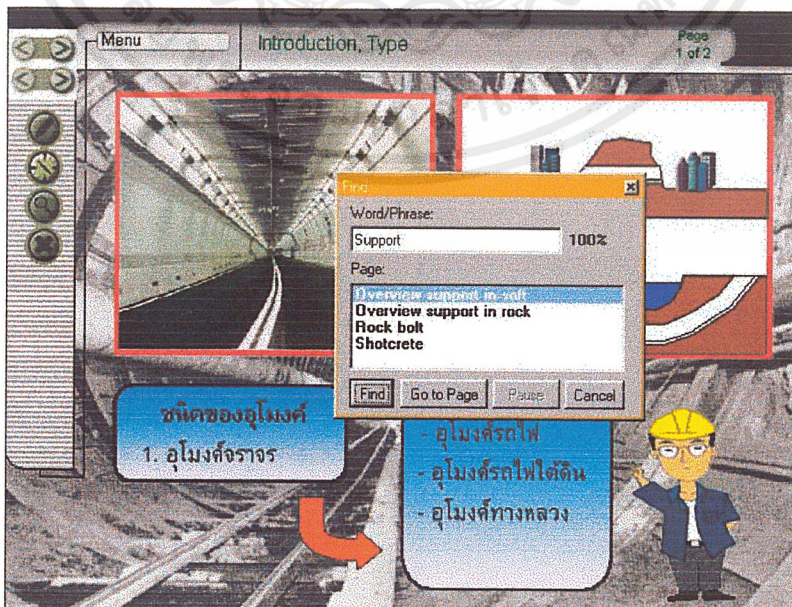 Menu
Introduction, Type
Page
1 of 2
Find
Word/Phrase:
Support
100%
Page:
Overview support in soft
Overview support in rock
Rock bolt
Shotcrete
Find
Go to Page
Pause
Cancel
ชนิดของอุโมงค์
1. อุโมงค์จราจร
- อุโมงค์รถไฟ
- อุโมงค์รถไฟใต้ดิน
- อุโมงค์ทางหลวง